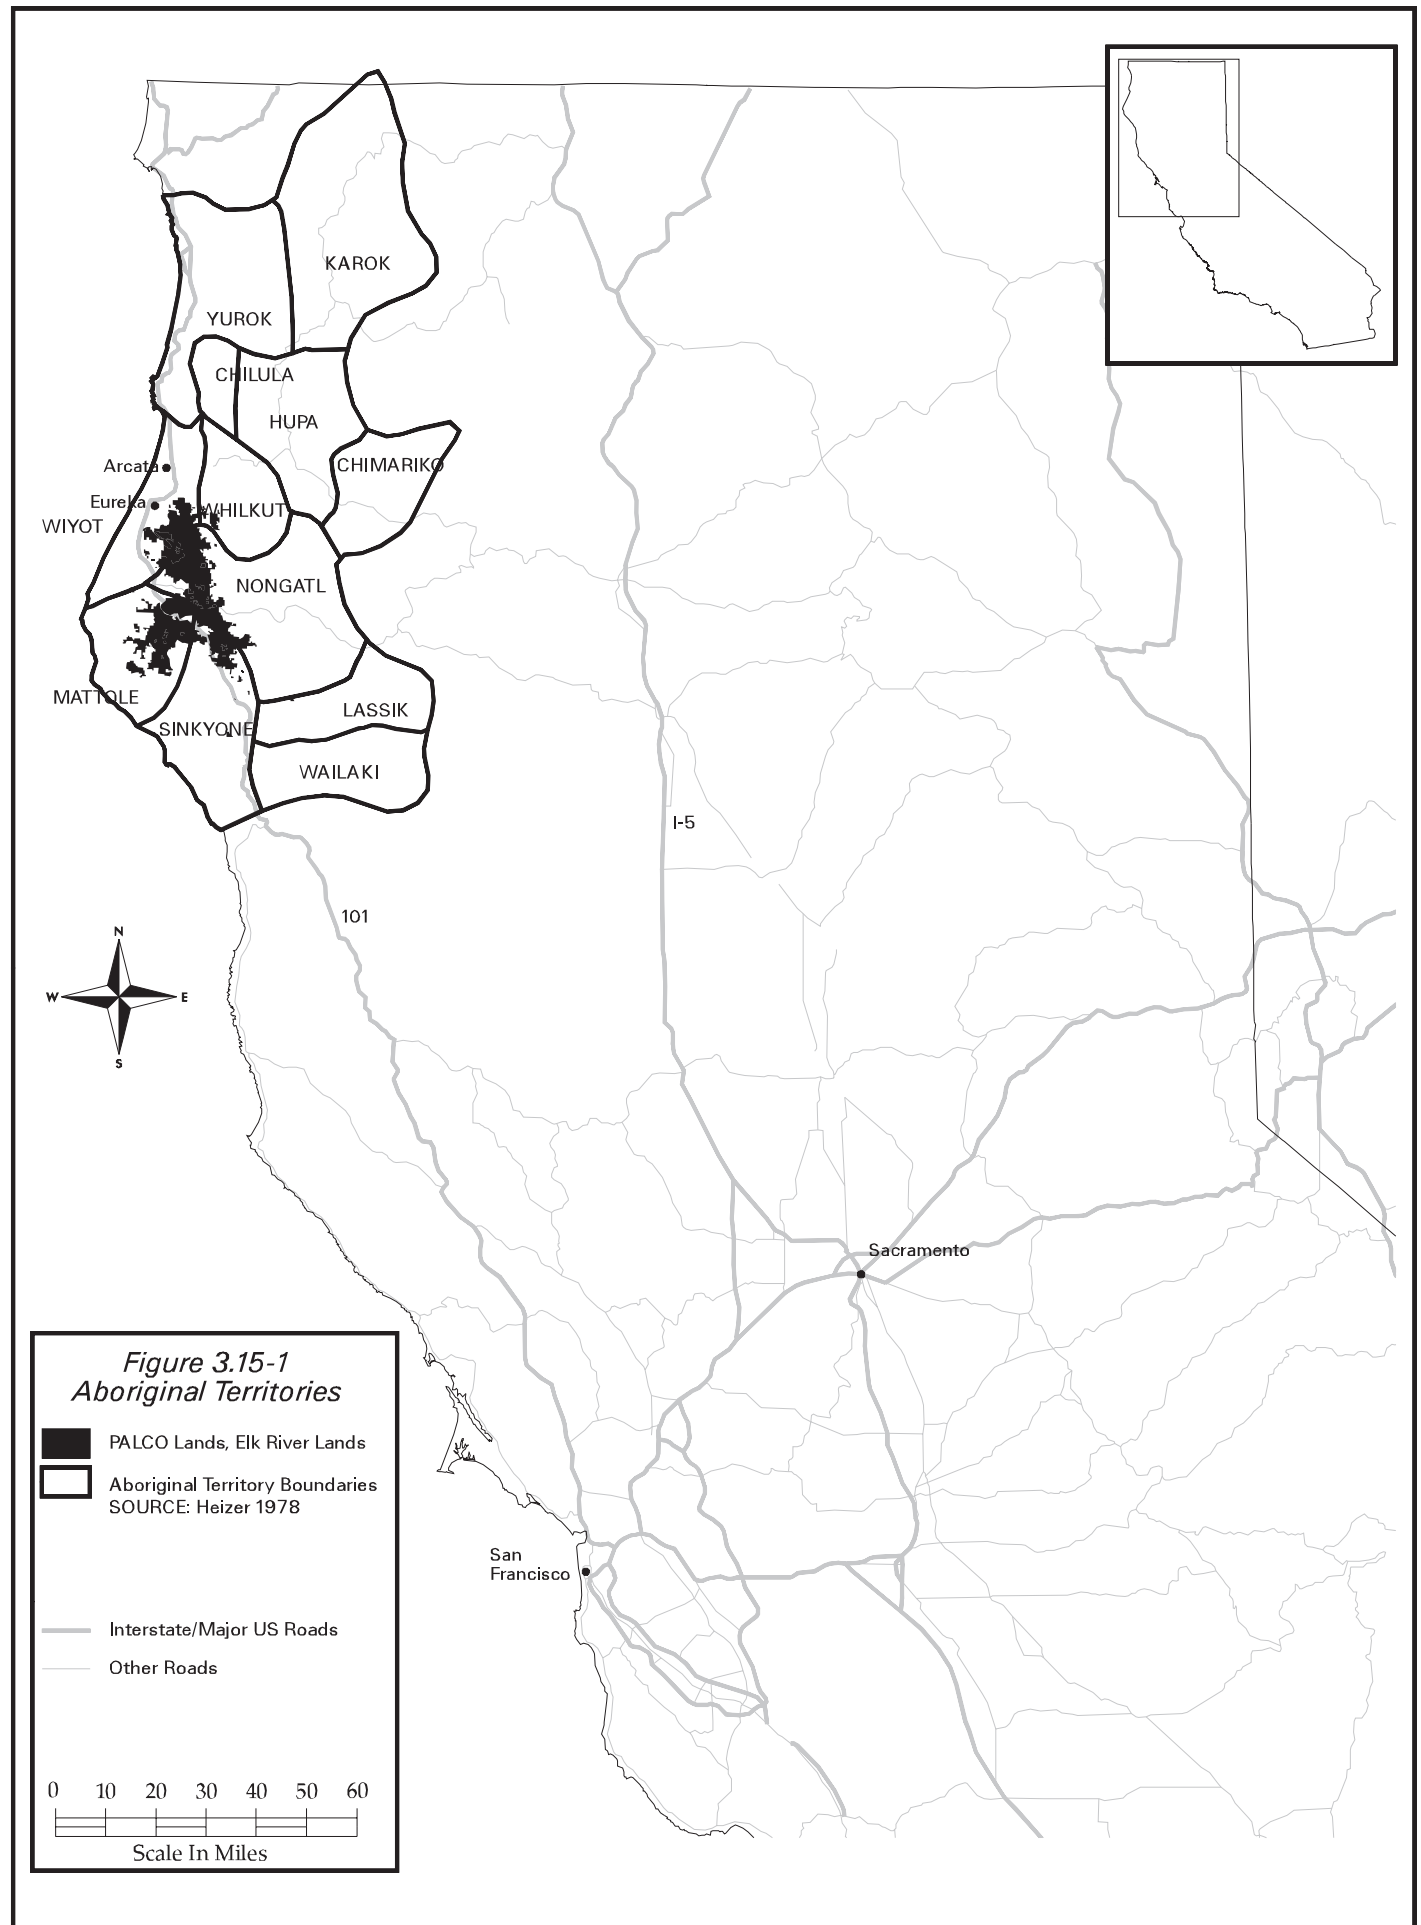 KAROK
YUROK
CHILULA
HUPA
CHIMARIKO
Arcata
Eureka
WHILKUT
WIYOT
NONGATL
MATTOLE
LASSIK
SINKYONE
WAILAKI
I-5
101
N
W
E
S
Sacramento
San
Francisco
Figure 3.15-1
Aboriginal Territories
PALCO Lands, Elk River Lands
Aboriginal Territory Boundaries
SOURCE: Heizer 1978
Interstate/Major US Roads
Other Roads
0 10 20 30 40 50 60
Scale In Miles